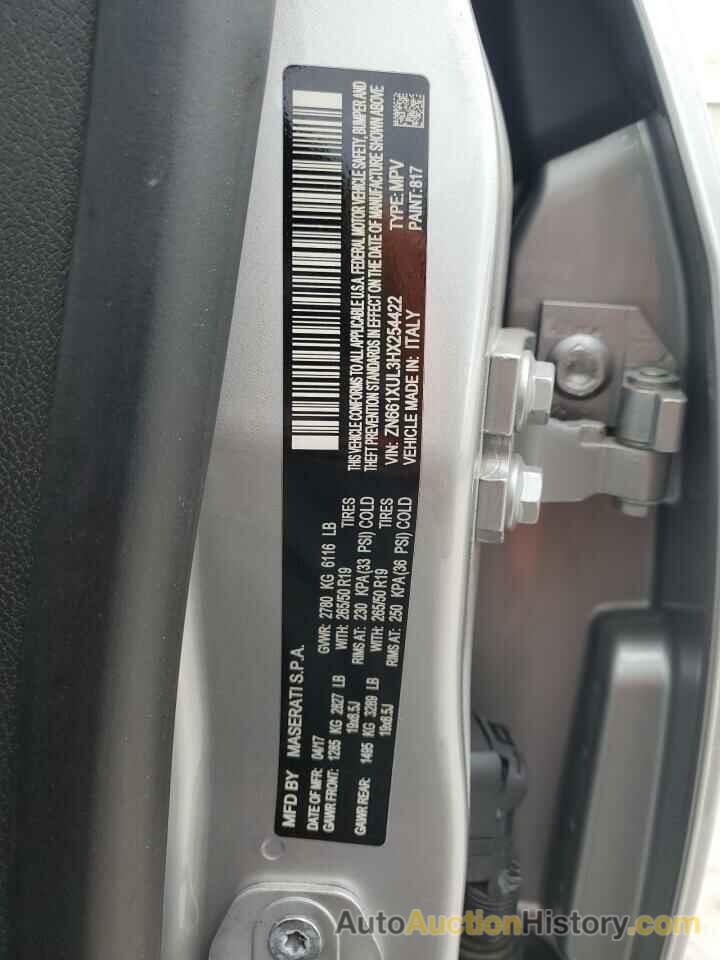 MFD BY MASERATI S.P.A.
DATE OF MFR: 04/17 GVWR: 2780 KG 6116 LB
GAWR FRONT: 1285 KG 2827 LB WITH: 265/50 R19 TIRES
19x8.5J RIMS AT: 230 KPA(33 PSI) COLD
GAWR REAR: 1495 KG 3289 LB WITH: 265/50 R19 TIRES
19x8.5J RIMS AT: 250 KPA (36 PSI) COLD
THIS VEHICLE CONFORMS TO ALL APPLICABLE U.S.A. FEDERAL MOTOR VEHICLE SAFETY, BUMPER AND
THEFT PREVENTION STANDARDS IN EFFECT ON THE DATE OF MANUFACTURE SHOWN ABOVE
VIN: ZN661XUL3HX254422 TYPE: MPV
VEHICLE MADE IN: ITALY PAINT: 817
AutoAuctionHistory.com